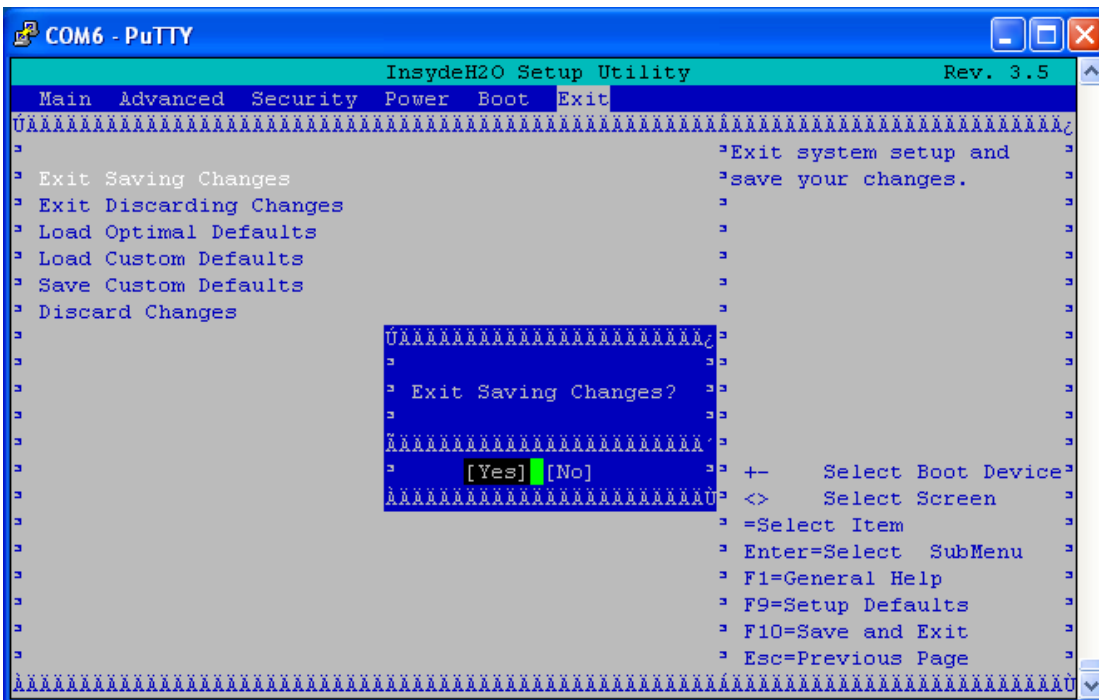 COM6 - PuTTY
InsydeH2O Setup Utility Rev. 3.5
Main Advanced Security Power Boot Exit
Exit system setup and
save your changes.
Exit Saving Changes
Exit Discarding Changes
Load Optimal Defaults
Load Custom Defaults
Save Custom Defaults
Discard Changes
Exit Saving Changes?
[Yes] [No]
+- Select Boot Device
<> Select Screen
=Select Item
Enter=Select SubMenu
F1=General Help
F9=Setup Defaults
F10=Save and Exit
Esc=Previous Page